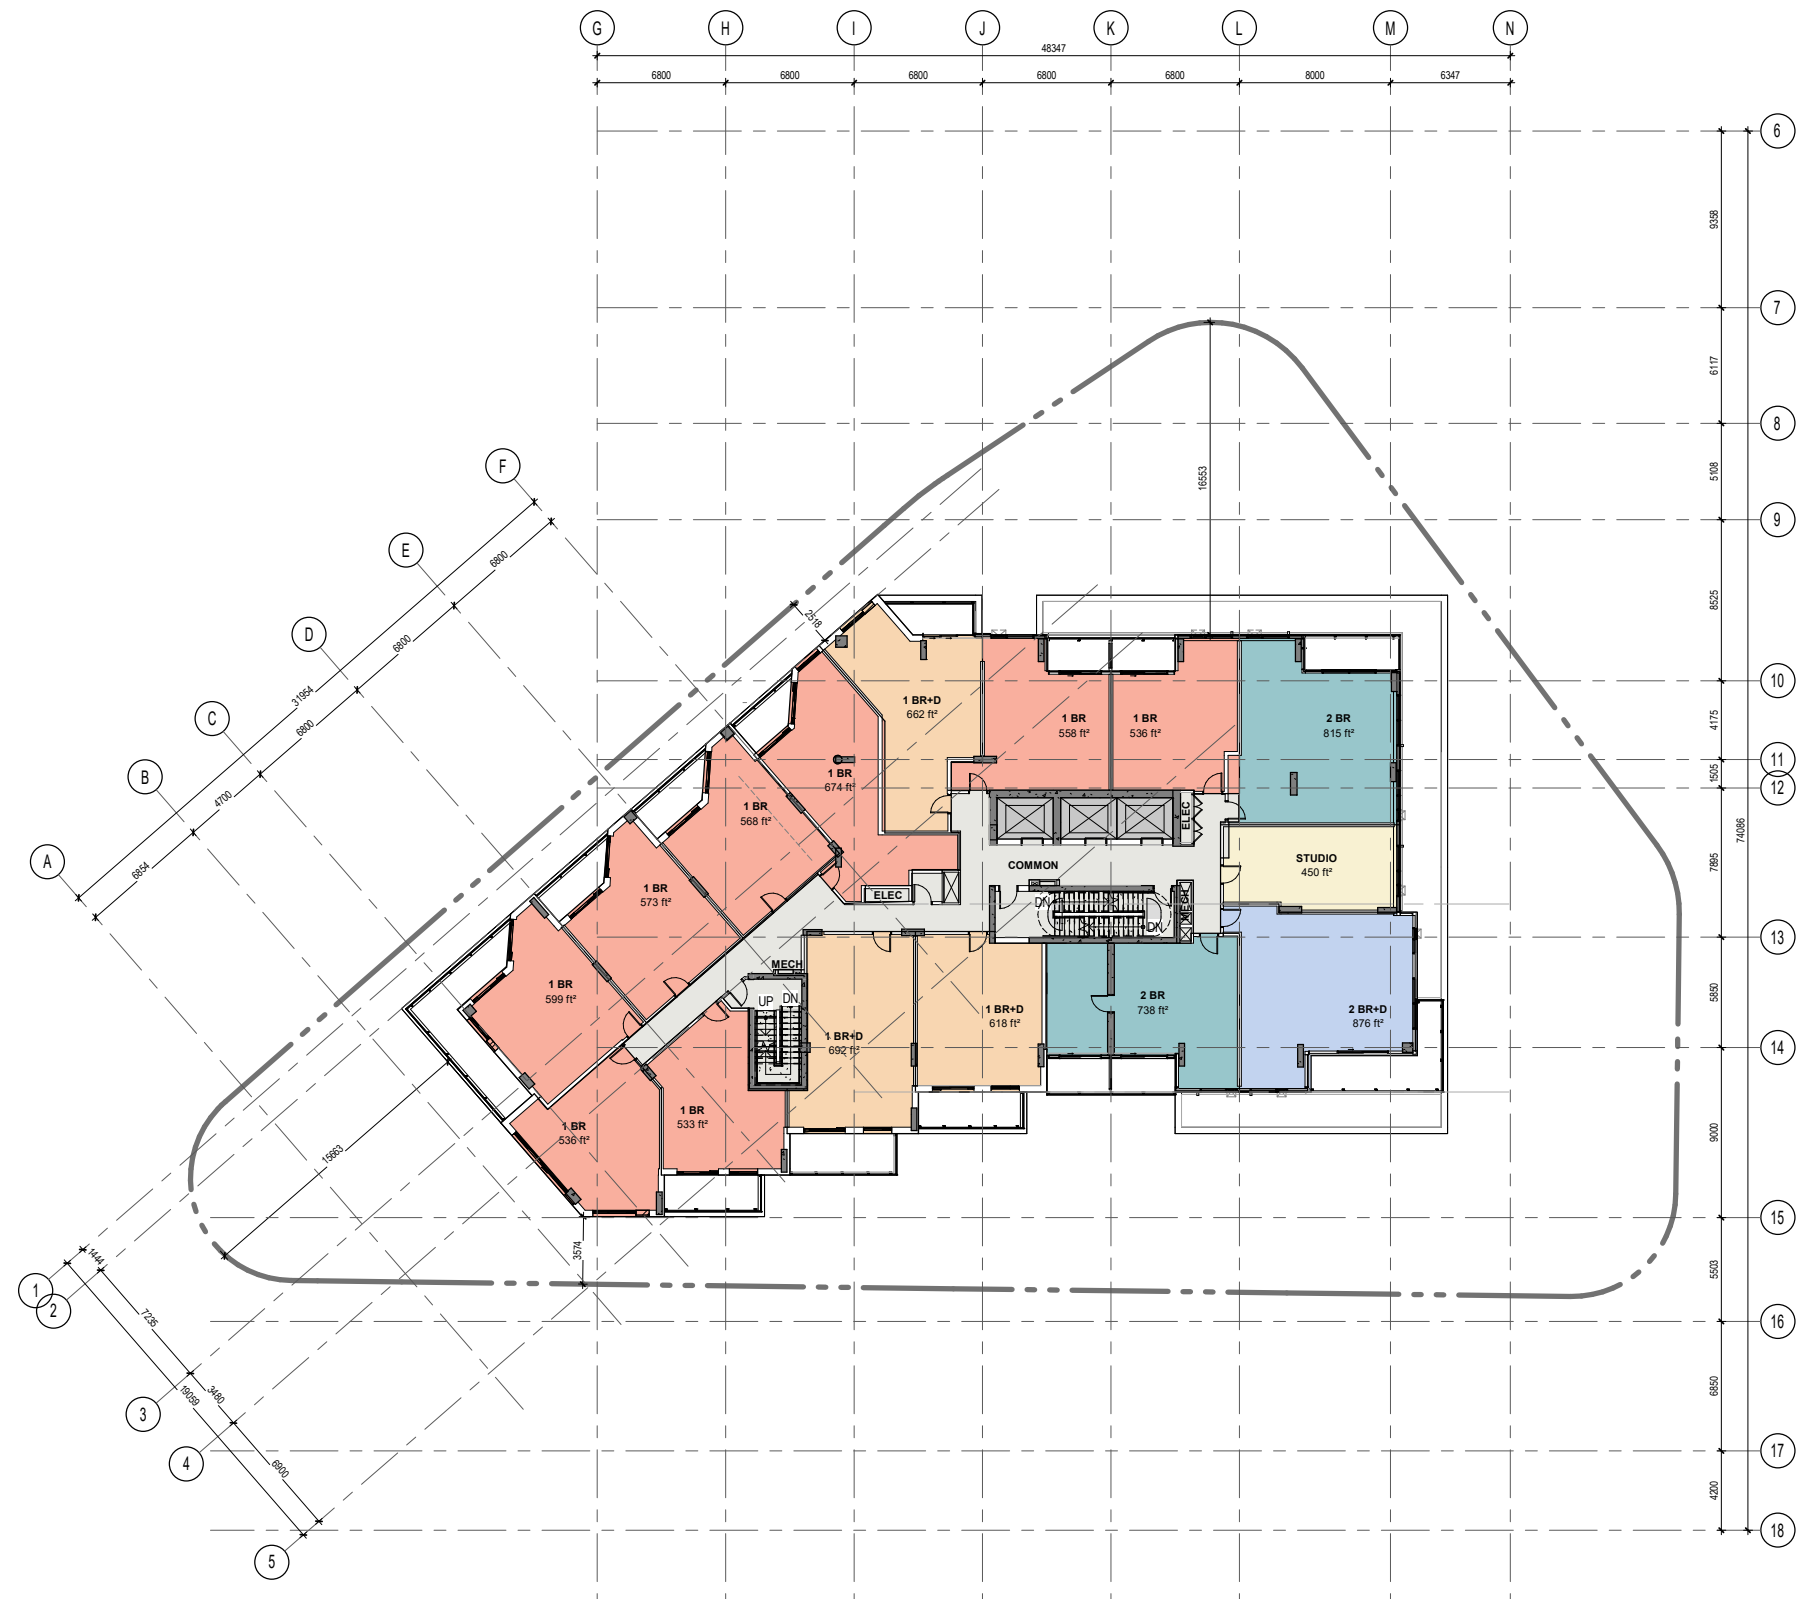 G H I J K L M N
48347
6800 6800 6800 6800 6800 8000 6347
6
9358
7
6117
8
5108
9
8525
10
4175
11
1505
12
7895
74086
13
5850
14
9000
15
5503
16
6850
17
4200
18
F
E
D
C
B
A
6800
6800
31954
6800
4700
6854
16553
2518
15663
3574
1444
7235
3480
19059
6900
1
2
3
4
5
1 BR+D
662 ft²
1 BR
558 ft²
1 BR
536 ft²
2 BR
815 ft²
1 BR
674 ft²
1 BR
568 ft²
ELEC
COMMON
STUDIO
450 ft²
1 BR
573 ft²
ELEC
DN
MECH
DN
MECH
1 BR
599 ft²
UP
DN
2 BR
738 ft²
1 BR+D
618 ft²
2 BR+D
876 ft²
1 BR+D
692 ft²
1 BR
533 ft²
1 BR
536 ft²